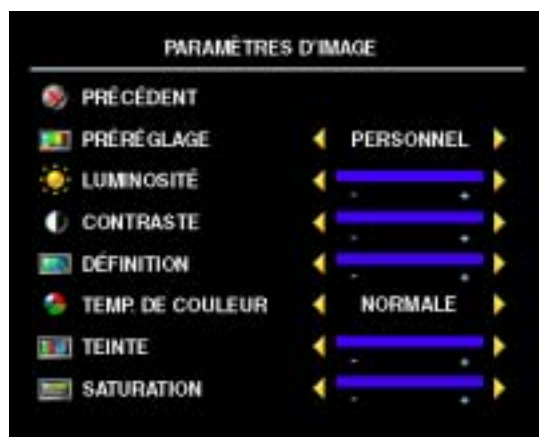 PARAMÈTRES D'IMAGE
PRÉCÉDENT
PRÉRÉGLAGE PERSONNEL
LUMINOSITÉ
- +
CONTRASTE
- +
DÉFINITION
- +
TEMP. DE COULEUR NORMALE
TEINTE
- +
SATURATION
- +